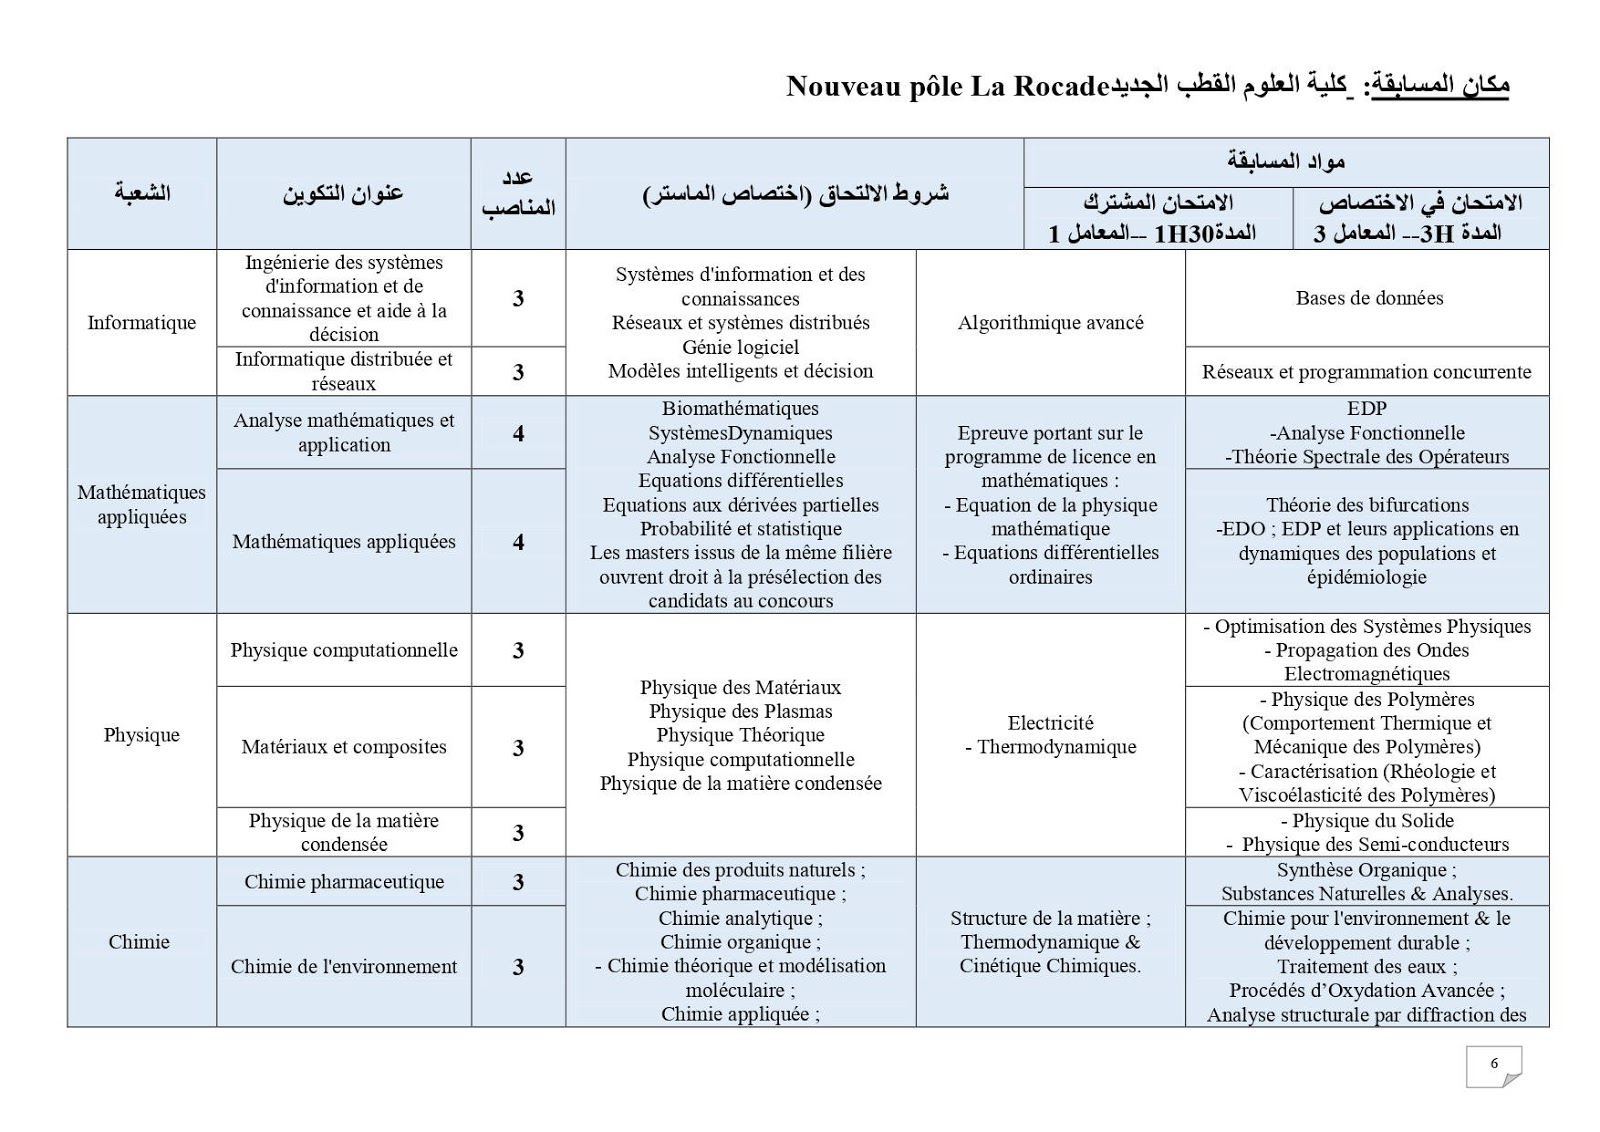 مكان المسابقة: كلية العلوم القطب الجديد Nouveau pôle La Rocade
الشعبة
عنوان التكوين
عدد
المناصب
شروط الالتحاق (اختصاص الماستر)
مواد المسابقة
الامتحان المشترك
المدة 1H30 --المعامل 1
الامتحان في الاختصاص
المدة 3H-- المعامل 3
Informatique
Ingénierie des systèmes
d'information et de
connaissance et aide à la
décision
3
Systèmes d'information et des
connaissances
Réseaux et systèmes distribués
Génie logiciel
Modèles intelligents et décision
Algorithmique avancé
Bases de données
Informatique distribuée et
réseaux
3
Réseaux et programmation concurrente
Mathématiques
appliquées
Analyse mathématiques et
application
4
Biomathématiques
SystèmesDynamiques
Analyse Fonctionnelle
Equations différentielles
Equations aux dérivées partielles
Probabilité et statistique
Les masters issus de la même filière
ouvrent droit à la présélection des
candidats au concours
Epreuve portant sur le
programme de licence en
mathématiques :
- Equation de la physique
mathématique
- Equations différentielles
ordinaires
EDP
-Analyse Fonctionnelle
-Théorie Spectrale des Opérateurs
Mathématiques appliquées
4
Théorie des bifurcations
-EDO ; EDP et leurs applications en
dynamiques des populations et
épidémiologie
Physique
Physique computationnelle
3
Physique des Matériaux
Physique des Plasmas
Physique Théorique
Physique computationnelle
Physique de la matière condensée
Electricité
- Thermodynamique
- Optimisation des Systèmes Physiques
- Propagation des Ondes
Electromagnétiques
Matériaux et composites
3
- Physique des Polymères
(Comportement Thermique et
Mécanique des Polymères)
- Caractérisation (Rhéologie et
Viscoélasticité des Polymères)
Physique de la matière
condensée
3
- Physique du Solide
- Physique des Semi-conducteurs
Chimie
Chimie pharmaceutique
3
Chimie des produits naturels ;
Chimie pharmaceutique ;
Chimie analytique ;
Chimie organique ;
- Chimie théorique et modélisation
moléculaire ;
Chimie appliquée ;
Structure de la matière ;
Thermodynamique &
Cinétique Chimiques.
Synthèse Organique ;
Substances Naturelles & Analyses.
Chimie de l'environnement
3
Chimie pour l'environnement & le
développement durable ;
Traitement des eaux ;
Procédés d’Oxydation Avancée ;
Analyse structurale par diffraction des
6